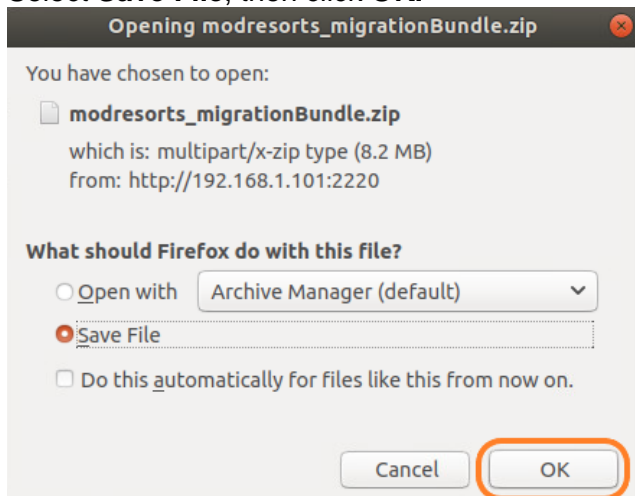 Opening modresorts_migrationBundle.zip
You have chosen to open:
modresorts_migrationBundle.zip
which is: multipart/x-zip type (8.2 MB)
from: http://192.168.1.101:2220
What should Firefox do with this file?
Open with Archive Manager (default)
Save File
Do this automatically for files like this from now on.
Cancel OK